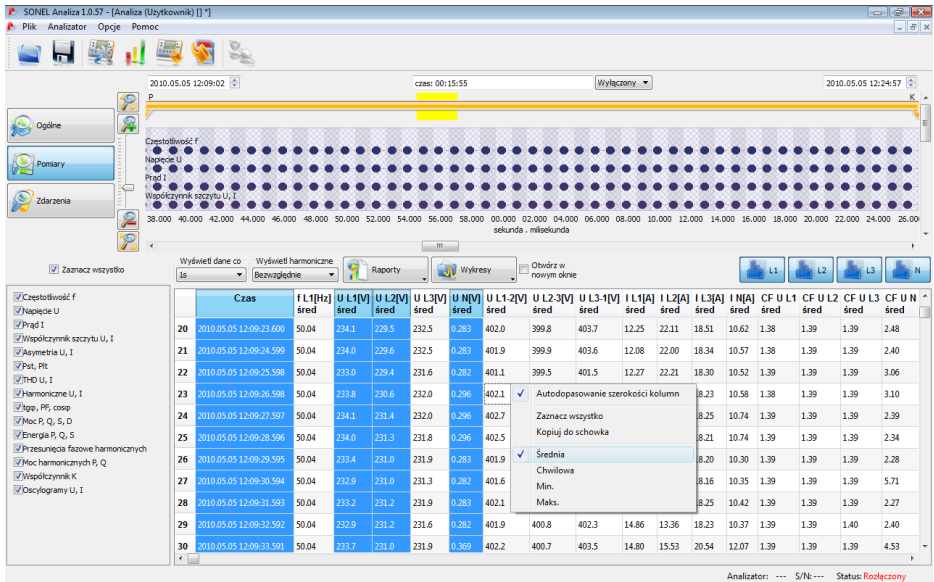 SONEL Analiza 1.0.57 - [Analiza (Użytkownik) [] *]
Plik Analizator Opcje Pomoc
2010.05.05 12:09:02 czas: 00:15:55 Wyłączony 2010.05.05 12:24:57
P K
Ogólne
Pomiary
Zdarzenia
Częstotliwość f
Napięcie U
Prąd I
Współczynnik szczytu U, I
38.000 40.000 42.000 44.000 46.000 48.000 50.000 52.000 54.000 56.000 58.000 00.000 02.000 04.000 06.000 08.000 10.000 12.000 14.000 16.000 18.000 20.000 22.000 24.000 26.00
sekunda . milisekunda
Zaznacz wszystko
Wyświetl dane co Wyświetl harmoniczne
1s Bezwzględnie Raporty Wykresy Otwórz w nowym oknie L1 L2 L3 N
Częstotliwość f
Napięcie U
Prąd I
Współczynnik szczytu U, I
Asymetria U, I
Pst, Plt
THD U, I
Harmoniczne U, I
tgφ, PF, cosφ
Moc P, Q, S, D
Energia P, Q, S
Przesunięcia fazowe harmonicznych
Moc harmonicznych P, Q
Współczynnik K
Oscylogramy U, I
Czas f L1[Hz] U L1[V] U L2[V] U L3[V] U N[V] U L1-2[V] U L2-3[V] U L3-1[V] I L1[A] I L2[A] I L3[A] I N[A] CF U L1 CF U L2 CF U L3 CF U N
śred śred śred śred śred śred śred śred śred śred śred śred śred śred śred śred
20 2010.05.05 12:09:23.600 50.04 234.1 229.5 232.5 0.283 402.0 399.8 403.7 12.25 22.11 18.51 10.62 1.38 1.39 1.39 2.48
21 2010.05.05 12:09:24.599 50.04 234.0 229.6 232.5 0.283 401.9 399.9 403.6 12.08 22.00 18.34 10.57 1.38 1.39 1.39 2.40
22 2010.05.05 12:09:25.598 50.04 233.0 229.4 231.6 0.282 401.1 399.5 401.5 12.27 22.21 18.30 10.52 1.39 1.39 1.39 3.06
23 2010.05.05 12:09:26.598 50.04 233.8 230.6 232.0 0.296 402.1 18.23 10.58 1.38 1.39 1.39 3.10
24 2010.05.05 12:09:27.597 50.04 234.1 231.4 232.0 0.296 402.7 18.25 10.74 1.39 1.39 1.39 2.39
25 2010.05.05 12:09:28.596 50.04 234.0 231.3 231.8 0.296 402.5 18.21 10.74 1.39 1.39 1.39 2.34
26 2010.05.05 12:09:29.595 50.04 233.4 231.0 231.9 0.283 401.9 18.20 10.30 1.39 1.39 1.39 2.28
27 2010.05.05 12:09:30.594 50.04 232.9 231.0 231.3 0.282 401.6 18.16 10.35 1.39 1.39 1.39 5.71
28 2010.05.05 12:09:31.593 50.04 233.2 231.2 231.9 0.283 402.1 18.25 10.42 1.39 1.39 1.39 2.27
29 2010.05.05 12:09:32.592 50.04 232.9 231.2 231.6 0.282 401.9 400.8 402.3 14.86 13.36 18.23 10.37 1.39 1.39 1.40 2.40
30 2010.05.05 12:09:33.591 50.04 233.7 231.0 231.9 0.369 402.2 400.7 403.5 14.80 15.53 20.54 12.07 1.39 1.39 1.39 4.53
Autodopasowanie szerokości kolumn
Zaznacz wszystko
Kopiuj do schowka
Średnia
Chwilowa
Min.
Maks.
Analizator: --- S/N: --- Status: Rozłączony